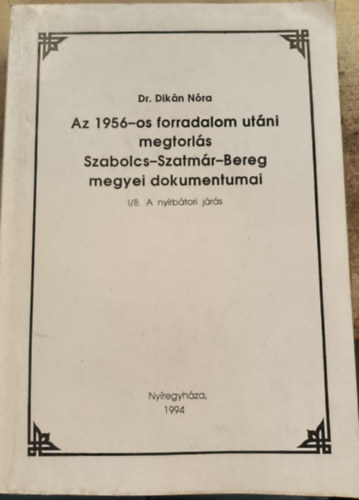 Dr. Dikán Nóra
Az 1956-os forradalom utáni
megtorlás
Szabolcs-Szatmár-Bereg
megyei dokumentumai
I/8. A nyírbátori járás
Nyíregyháza,
1994